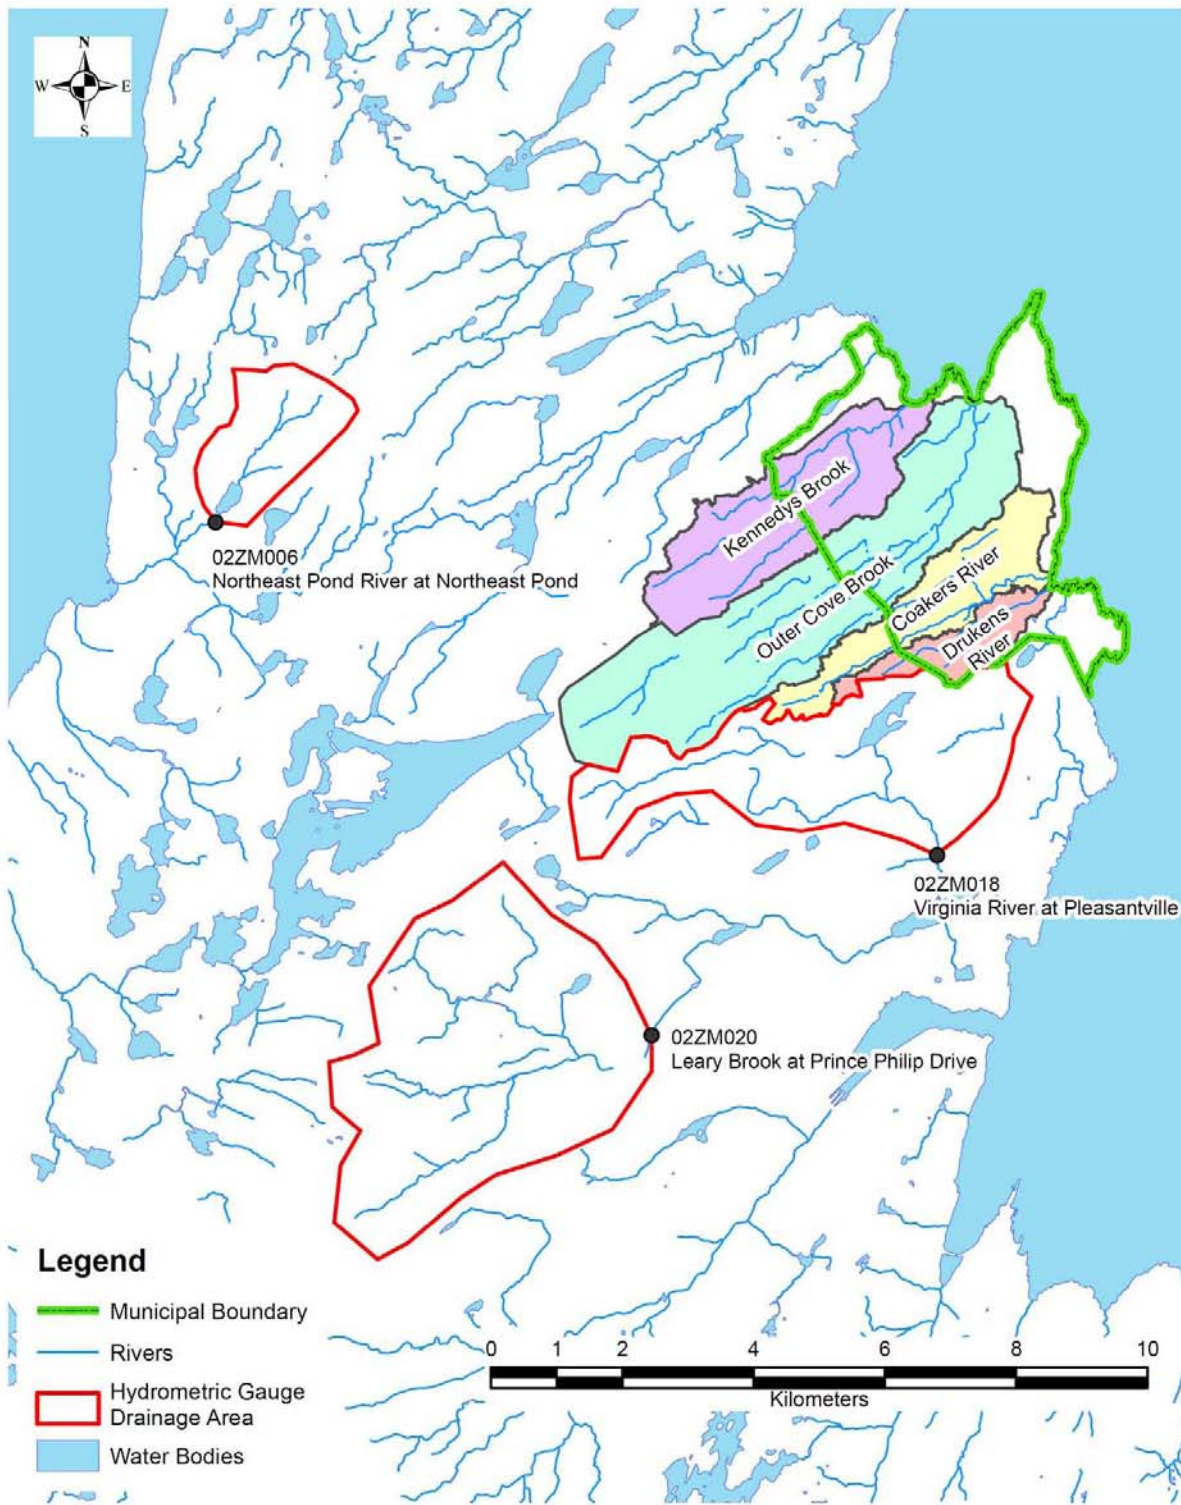 N
W E
S
Kennedys Brook
Outer Cove Brook
Coakers River
Drukens
River
02ZM006
Northeast Pond River at Northeast Pond
02ZM018
Virginia River at Pleasantville
02ZM020
Leary Brook at Prince Philip Drive
Legend
Municipal Boundary
Rivers
Hydrometric Gauge
Drainage Area
Water Bodies
0 1 2 4 6 8 10
Kilometers